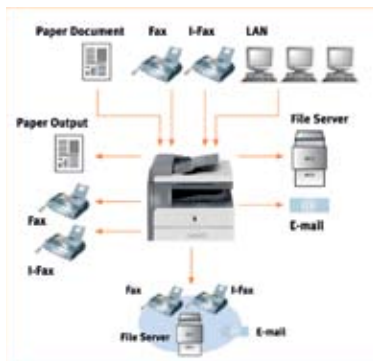 Paper Document Fax I-Fax LAN
Paper Output
File Server
Fax
E-mail
I-Fax
Fax I-Fax
File Server E-mail